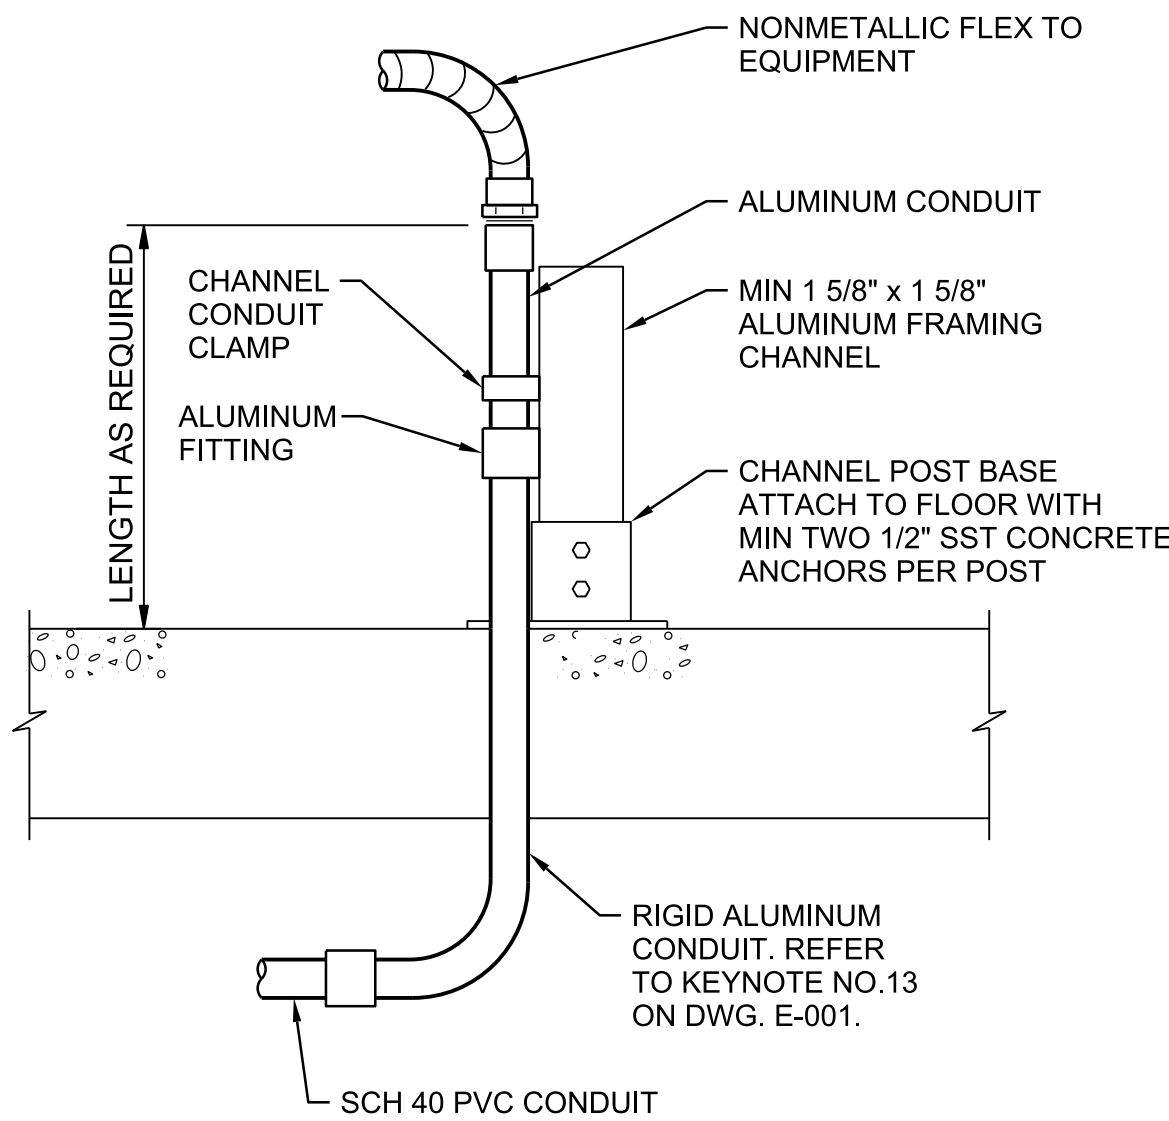 NONMETALLIC FLEX TO
EQUIPMENT
ALUMINUM CONDUIT
CHANNEL
CONDUIT
CLAMP
MIN 1 5/8" x 1 5/8"
ALUMINUM FRAMING
CHANNEL
LENGTH AS REQUIRED
ALUMINUM
FITTING
CHANNEL POST BASE
ATTACH TO FLOOR WITH
MIN TWO 1/2" SST CONCRETE
ANCHORS PER POST
RIGID ALUMINUM
CONDUIT. REFER
TO KEYNOTE NO.13
ON DWG. E-001.
SCH 40 PVC CONDUIT